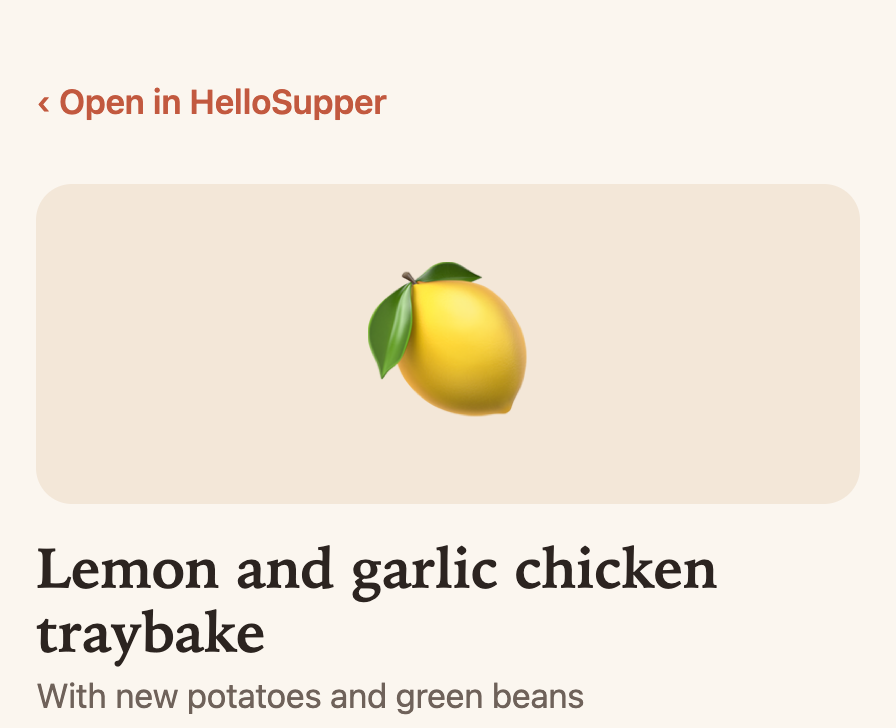 ‹ Open in HelloSupper
Lemon and garlic chicken
traybake
With new potatoes and green beans